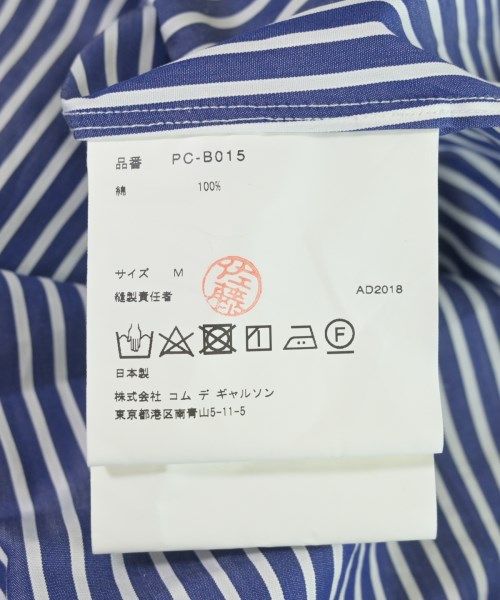 品番 PC-B015
綿 100%
サイズ M
佐藤
縫製責任者
AD2018
F
日本製
株式会社 コム デ ギャルソン
東京都港区南青山5-11-5